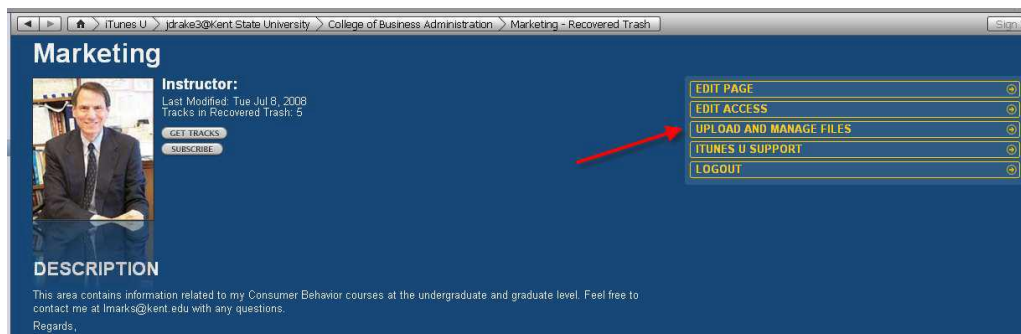 iTunes U
jdrake3@Kent State University
College of Business Administration
Marketing - Recovered Trash
Sign
Marketing
Instructor:
Last Modified: Tue Jul 8, 2008
Tracks in Recovered Trash: 5
GET TRACKS
SUBSCRIBE
EDIT PAGE
EDIT ACCESS
UPLOAD AND MANAGE FILES
ITUNES U SUPPORT
LOGOUT
DESCRIPTION
This area contains information related to my Consumer Behavior courses at the undergraduate and graduate level. Feel free to
contact me at lmarks@kent.edu with any questions.
Regards,